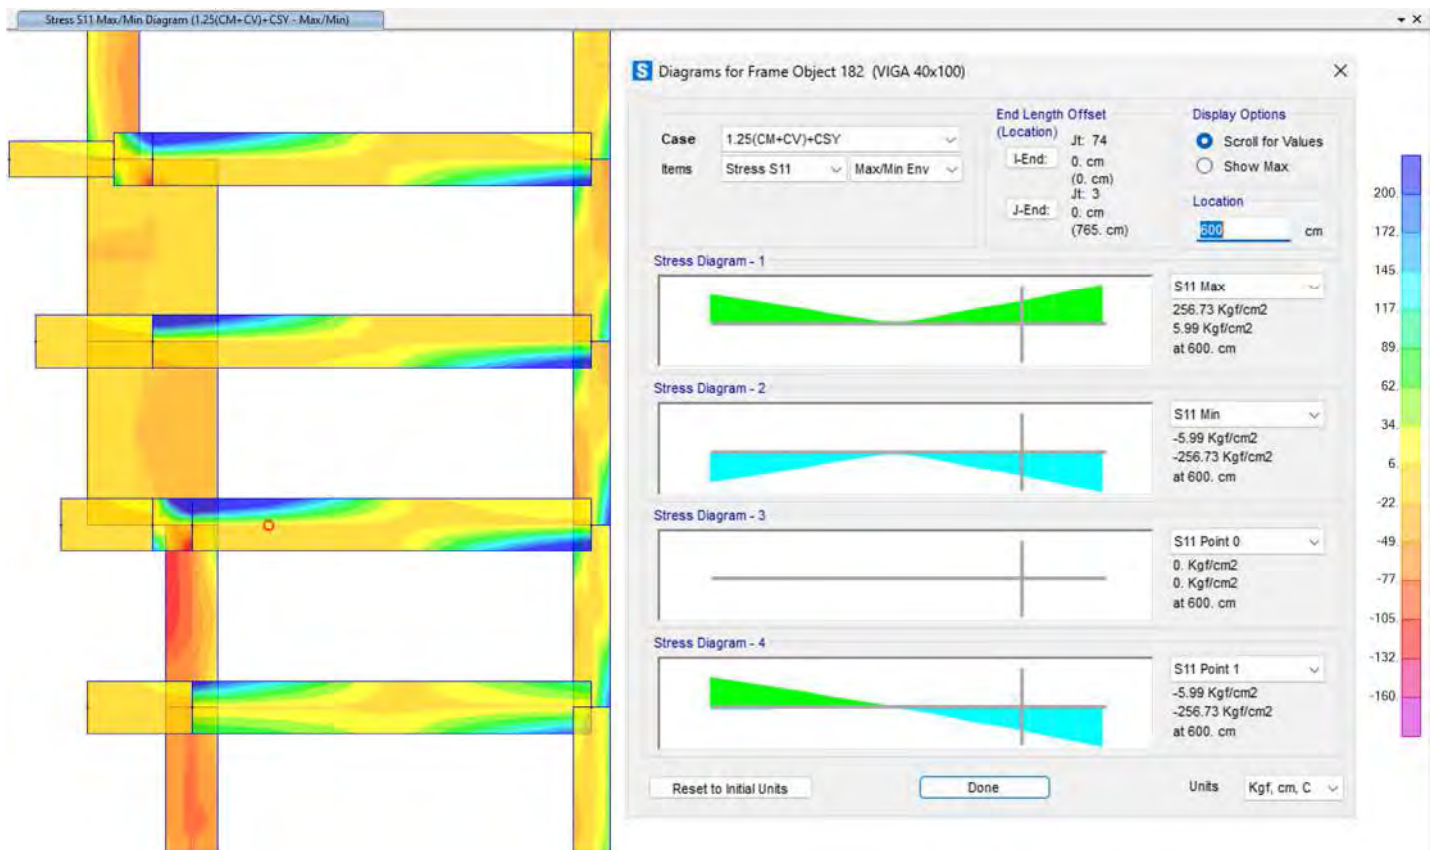 Stress S11 Max/Min Diagram (1.25(CM+CV)+CSY - Max/Min)
S Diagrams for Frame Object 182 (VIGA 40x100)
Case 1.25(CM+CV)+CSY
Items Stress S11 Max/Min Env
End Length Offset
(Location)
Jt: 74
I-End: 0. cm
(0. cm)
Jt: 3
J-End: 0. cm
(765. cm)
Display Options
Scroll for Values
Show Max
Location
600 cm
Stress Diagram - 1
S11 Max
256.73 Kgf/cm2
5.99 Kgf/cm2
at 600. cm
Stress Diagram - 2
S11 Min
-5.99 Kgf/cm2
-256.73 Kgf/cm2
at 600. cm
Stress Diagram - 3
S11 Point 0
0. Kgf/cm2
0. Kgf/cm2
at 600. cm
Stress Diagram - 4
S11 Point 1
-5.99 Kgf/cm2
-256.73 Kgf/cm2
at 600. cm
Reset to Initial Units
Done
Units Kgf, cm, C
200.
172.
145.
117.
89.
62.
34.
6.
-22.
-49.
-77.
-105.
-132.
-160.